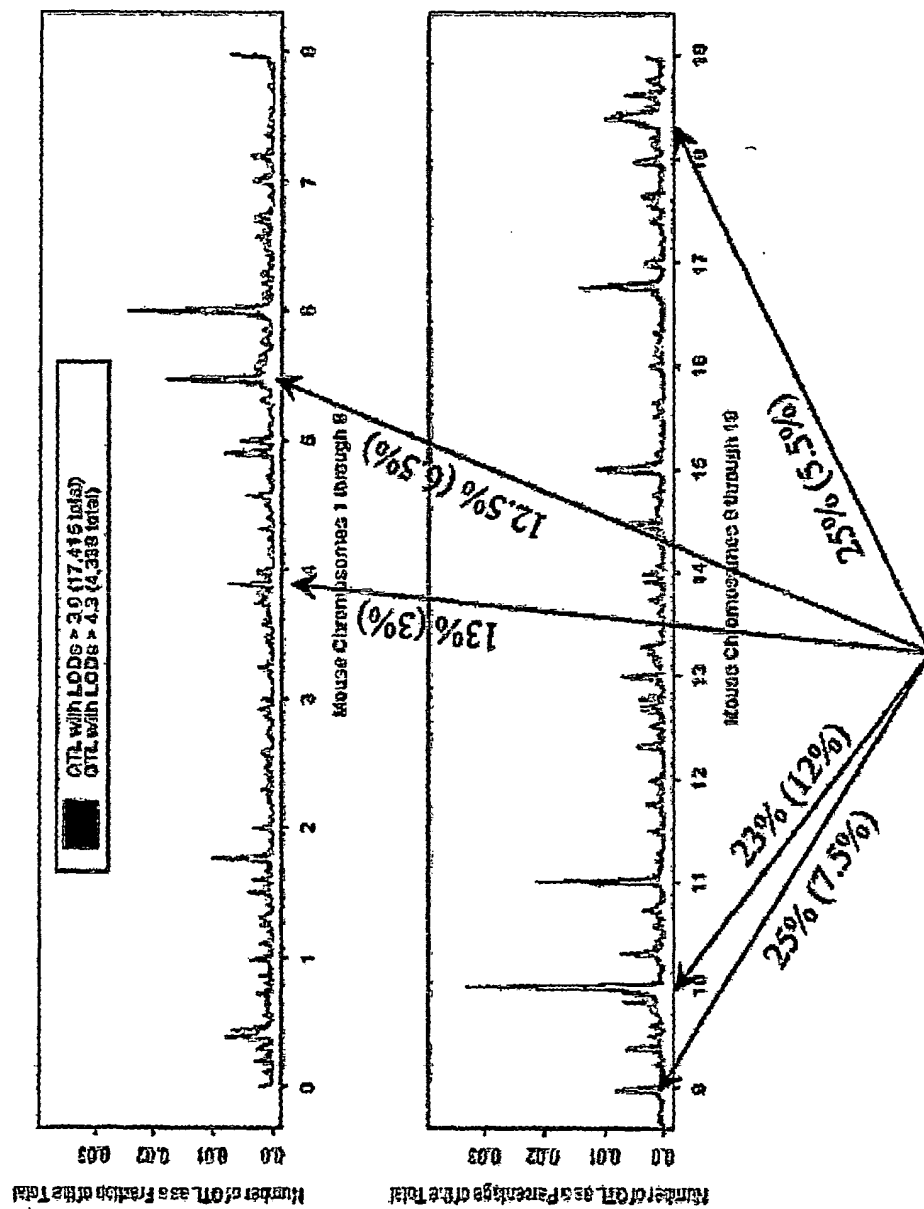 QTL with LODs > 3.0 (17,415 total)
QTL with LODs > 4.3 (4,339 total)
Number of QTL as a Fraction of the Total
0.0 0.01 0.02 0.03
0 1 2 3 4 5 6 7 8
Mouse Chromosomes 1 through 8
13% (3%)
12.5% (6.5%)
Number of QTL as a Percentage of the Total
0.0 0.01 0.02 0.03
9 10 11 12 13 14 15 16 17 18 19
Mouse Chromosomes 9 through 19
25% (7.5%)
23% (12%)
25% (5.5%)